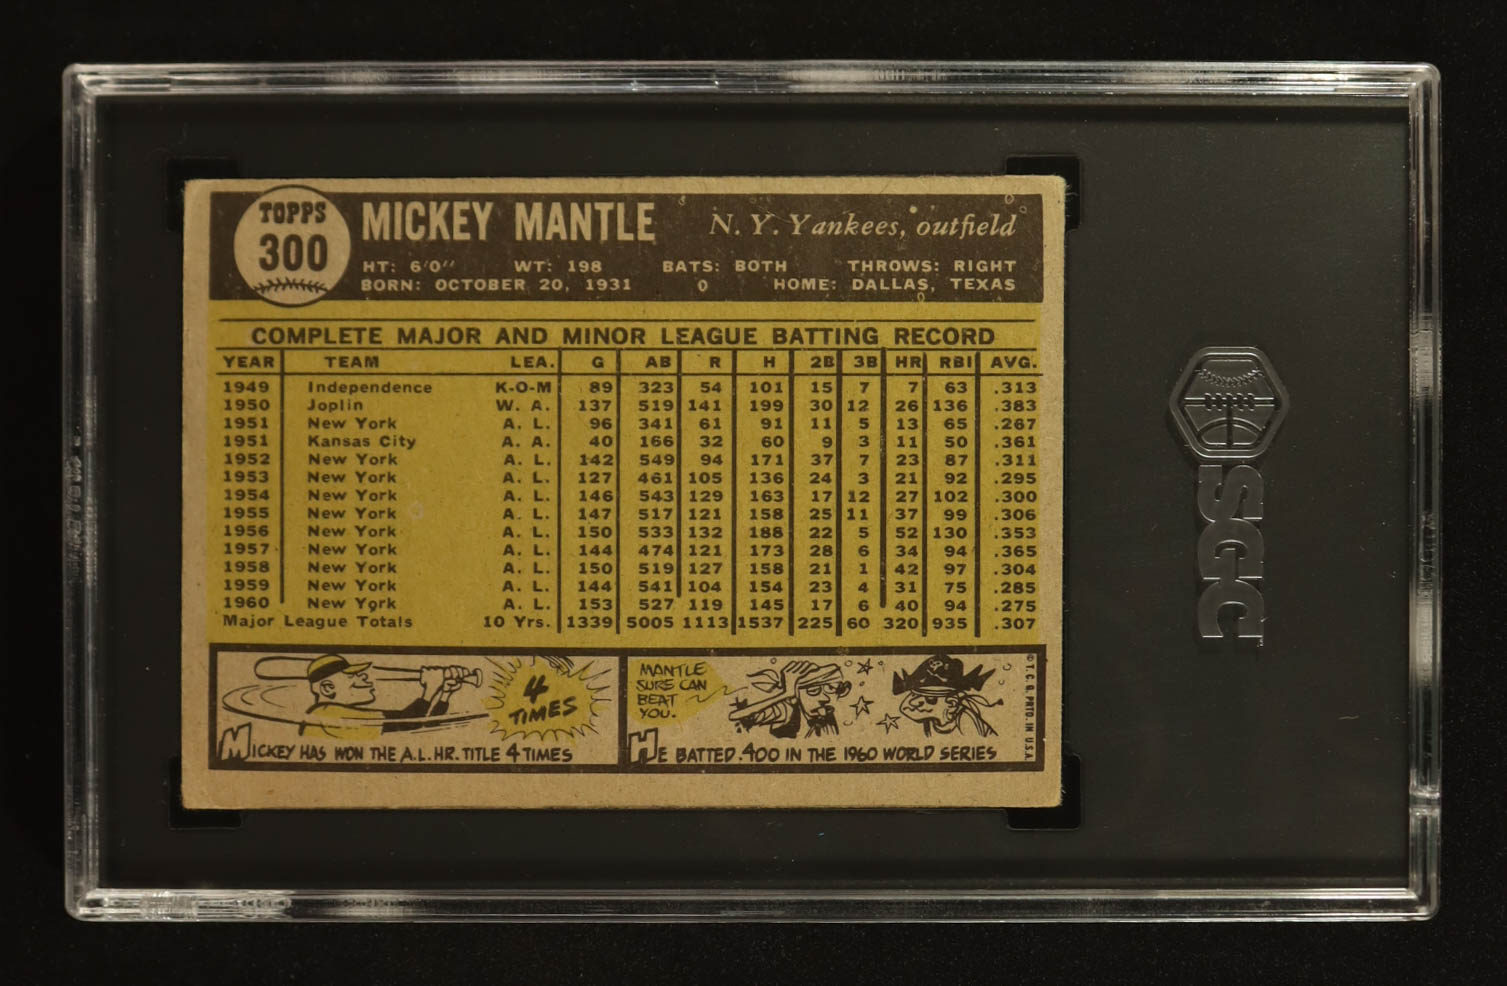 TOPPS
300
MICKEY MANTLE N. Y. Yankees, outfield
HT: 6'0" WT: 198 BATS: BOTH THROWS: RIGHT
BORN: OCTOBER 20, 1931 HOME: DALLAS, TEXAS
COMPLETE MAJOR AND MINOR LEAGUE BATTING RECORD
YEAR TEAM LEA. G AB R H 2B 3B HR RBI AVG.
1949 Independence K-O-M 89 323 54 101 15 7 7 63 .313
1950 Joplin W. A. 137 519 141 199 30 12 26 136 .383
1951 New York A. L. 96 341 61 91 11 5 13 65 .267
1951 Kansas City A. A. 40 166 32 60 9 3 11 50 .361
1952 New York A. L. 142 549 94 171 37 7 23 87 .311
1953 New York A. L. 127 461 105 136 24 3 21 92 .295
1954 New York A. L. 146 543 129 163 17 12 27 102 .300
1955 New York A. L. 147 517 121 158 25 11 37 99 .306
1956 New York A. L. 150 533 132 188 22 5 52 130 .353
1957 New York A. L. 144 474 121 173 28 6 34 94 .365
1958 New York A. L. 150 519 127 158 21 1 42 97 .304
1959 New York A. L. 144 541 104 154 23 4 31 75 .285
1960 New York A. L. 153 527 119 145 17 6 40 94 .275
Major League Totals 10 Yrs. 1339 5005 1113 1537 225 60 320 935 .307
4
TIMES
MICKEY HAS WON THE A.L. HR. TITLE 4 TIMES
MANTLE
SURE CAN
BEAT
YOU.
HE BATTED .400 IN THE 1960 WORLD SERIES
© T. C. G. PRTD. IN U.S.A.
SGC